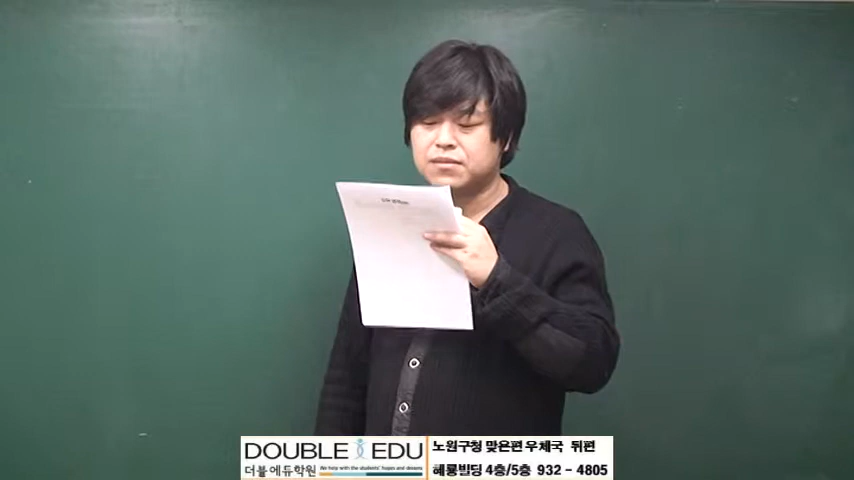 DOUBLE EDU
더블에듀학원
We help with the students' hopes and dreams
노원구청 맞은편 우체국 뒤편
혜룡빌딩 4층/5층 932 - 4805